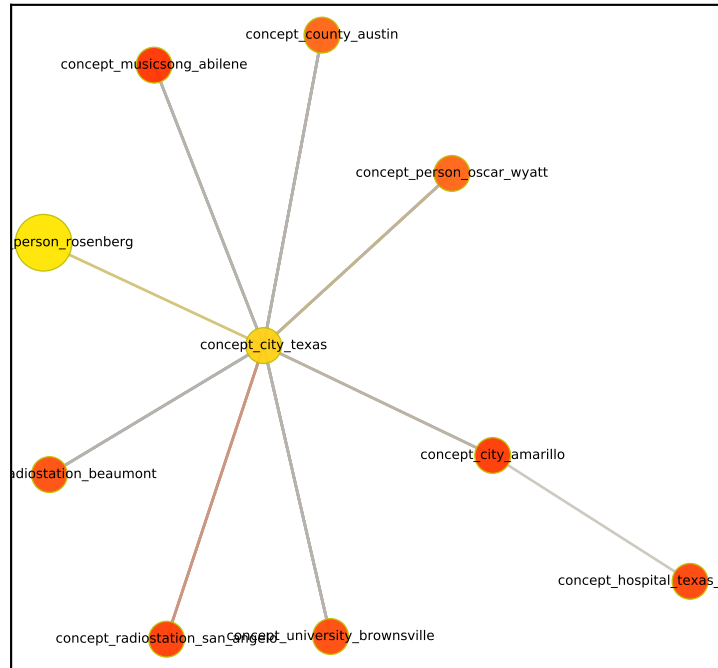 concept_county_austin
concept_musicsong_abilene
concept_person_oscar_wyatt
_person_rosenberg
concept_city_texas
concept_city_amarillo
adiostation_beaumont
concept_hospital_texas_
concept_radiostation_san_angelo
concept_university_brownsville